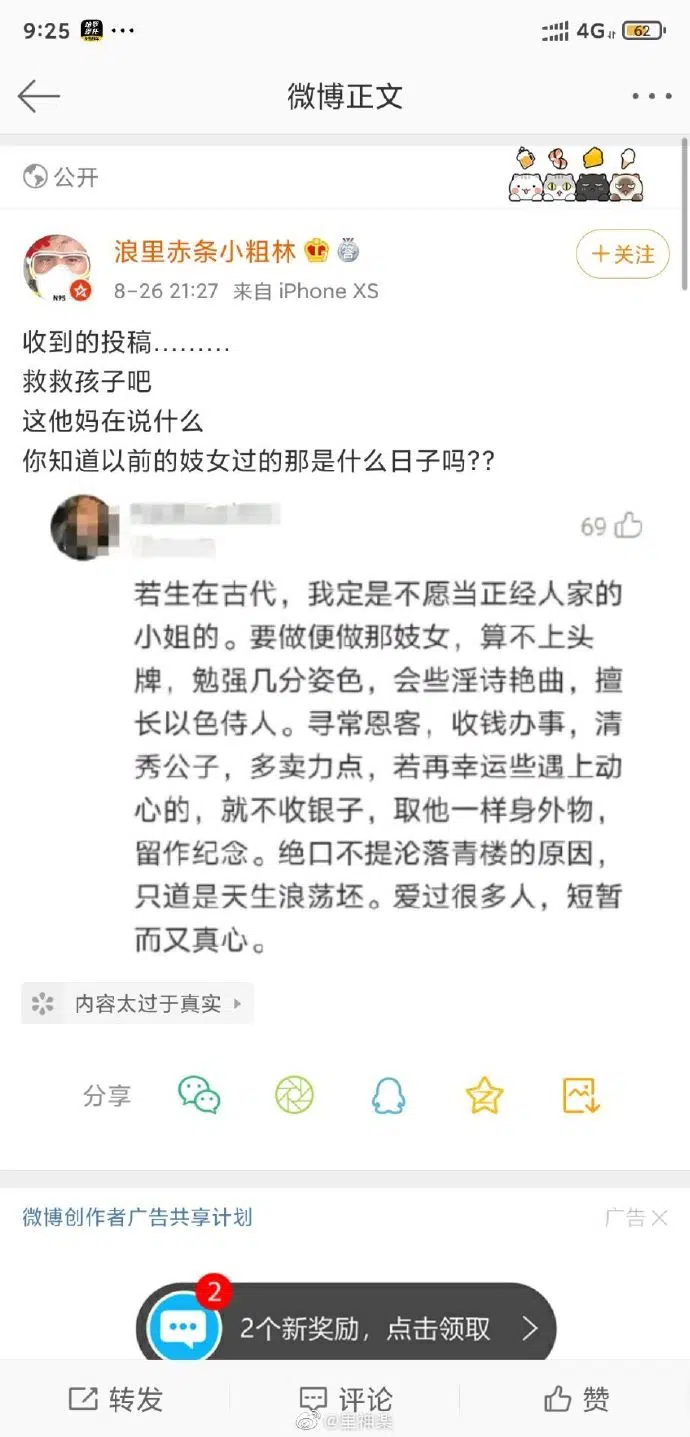 9:25
4G
62
微博正文
公开
浪里赤条小粗林
+关注
N95
8-26 21:27 来自 iPhone XS
收到的投稿………
救救孩子吧
这他妈在说什么
你知道以前的妓女过的那是什么日子吗??
69
若生在古代，我定是不愿当正经人家的
小姐的。要做便做那妓女，算不上头
牌，勉强几分姿色，会些淫诗艳曲，擅
长以色侍人。寻常恩客，收钱办事，清
秀公子，多卖力点，若再幸运些遇上动
心的，就不收银子，取他一样身外物，
留作纪念。绝口不提沦落青楼的原因，
只道是天生浪荡坯。爱过很多人，短暂
而又真心。
内容太过于真实
分享
微博创作者广告共享计划
广告
2
2个新奖励，点击领取
转发
评论
赞